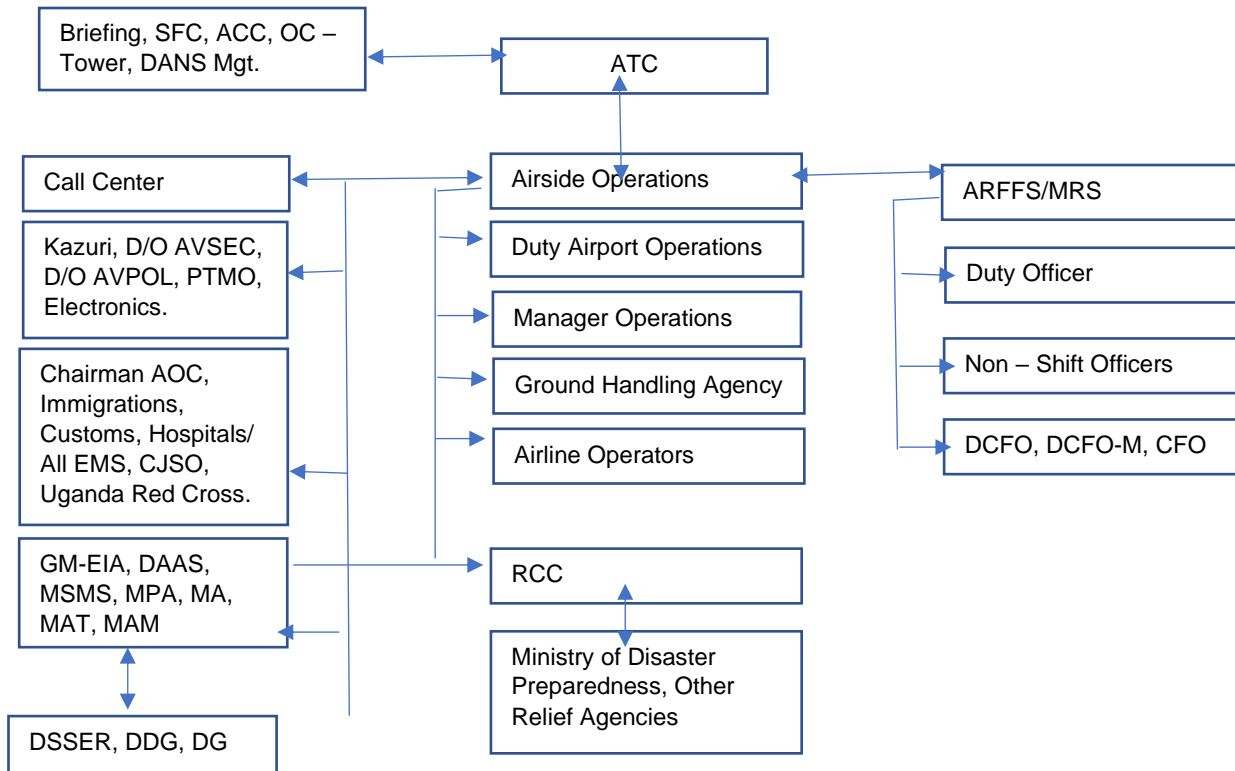 Briefing, SFC, ACC, OC –
Tower, DANS Mgt.
ATC
Call Center
Airside Operations
ARFFS/MRS
Kazuri, D/O AVSEC,
D/O AVPOL, PTMO,
Electronics.
Duty Airport Operations
Duty Officer
Manager Operations
Non – Shift Officers
Chairman AOC,
Immigrations,
Customs, Hospitals/
All EMS, CJSO,
Uganda Red Cross.
Ground Handling Agency
Airline Operators
DCFO, DCFO-M, CFO
GM-EIA, DAAS,
MSMS, MPA, MA,
MAT, MAM
RCC
Ministry of Disaster
Preparedness, Other
Relief Agencies
DSSER, DDG, DG